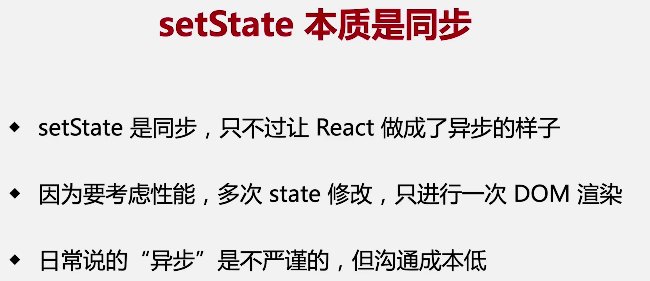 setState 本质是同步
◆ setState 是同步，只不过让 React 做成了异步的样子
◆ 因为要考虑性能，多次 state 修改，只进行一次 DOM 渲染
◆ 日常说的“异步”是不严谨的，但沟通成本低